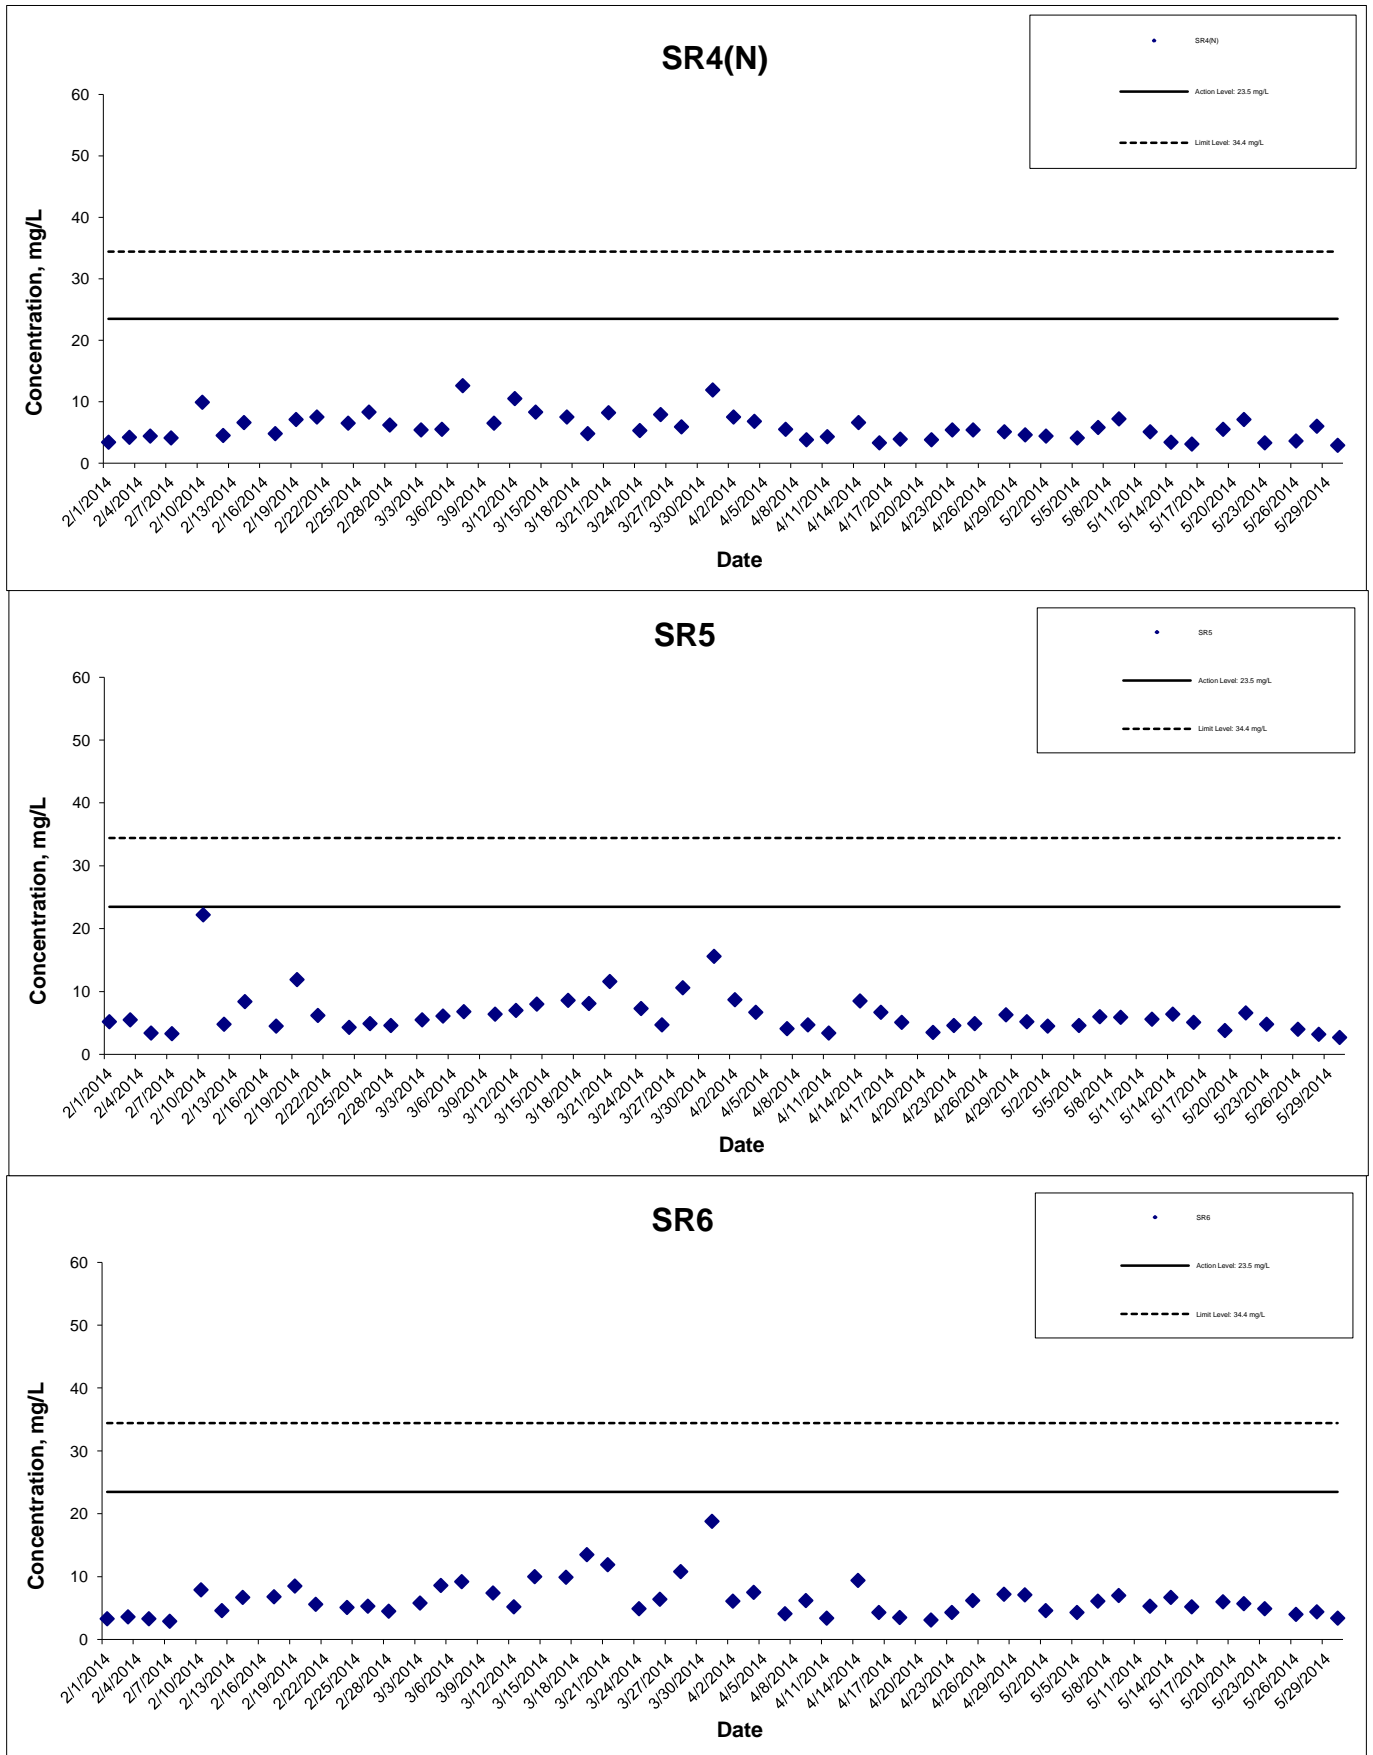 SR4(N)
SR4(N)
Action Level: 23.5 mg/L
Limit Level: 34.4 mg/L
Concentration, mg/L
60
50
40
30
20
10
0
2/1/2014 2/4/2014 2/7/2014 2/10/2014 2/13/2014 2/16/2014 2/19/2014 2/22/2014 2/25/2014 2/28/2014 3/3/2014 3/6/2014 3/9/2014 3/12/2014 3/15/2014 3/18/2014 3/21/2014 3/24/2014 3/27/2014 3/30/2014 4/2/2014 4/5/2014 4/8/2014 4/11/2014 4/14/2014 4/17/2014 4/20/2014 4/23/2014 4/26/2014 4/29/2014 5/2/2014 5/5/2014 5/8/2014 5/11/2014 5/14/2014 5/17/2014 5/20/2014 5/23/2014 5/26/2014 5/29/2014
Date
SR5
SR5
Action Level: 23.5 mg/L
Limit Level: 34.4 mg/L
Concentration, mg/L
60
50
40
30
20
10
0
2/1/2014 2/4/2014 2/7/2014 2/10/2014 2/13/2014 2/16/2014 2/19/2014 2/22/2014 2/25/2014 2/28/2014 3/3/2014 3/6/2014 3/9/2014 3/12/2014 3/15/2014 3/18/2014 3/21/2014 3/24/2014 3/27/2014 3/30/2014 4/2/2014 4/5/2014 4/8/2014 4/11/2014 4/14/2014 4/17/2014 4/20/2014 4/23/2014 4/26/2014 4/29/2014 5/2/2014 5/5/2014 5/8/2014 5/11/2014 5/14/2014 5/17/2014 5/20/2014 5/23/2014 5/26/2014 5/29/2014
Date
SR6
SR6
Action Level: 23.5 mg/L
Limit Level: 34.4 mg/L
Concentration, mg/L
60
50
40
30
20
10
0
2/1/2014 2/4/2014 2/7/2014 2/10/2014 2/13/2014 2/16/2014 2/19/2014 2/22/2014 2/25/2014 2/28/2014 3/3/2014 3/6/2014 3/9/2014 3/12/2014 3/15/2014 3/18/2014 3/21/2014 3/24/2014 3/27/2014 3/30/2014 4/2/2014 4/5/2014 4/8/2014 4/11/2014 4/14/2014 4/17/2014 4/20/2014 4/23/2014 4/26/2014 4/29/2014 5/2/2014 5/5/2014 5/8/2014 5/11/2014 5/14/2014 5/17/2014 5/20/2014 5/23/2014 5/26/2014 5/29/2014
Date